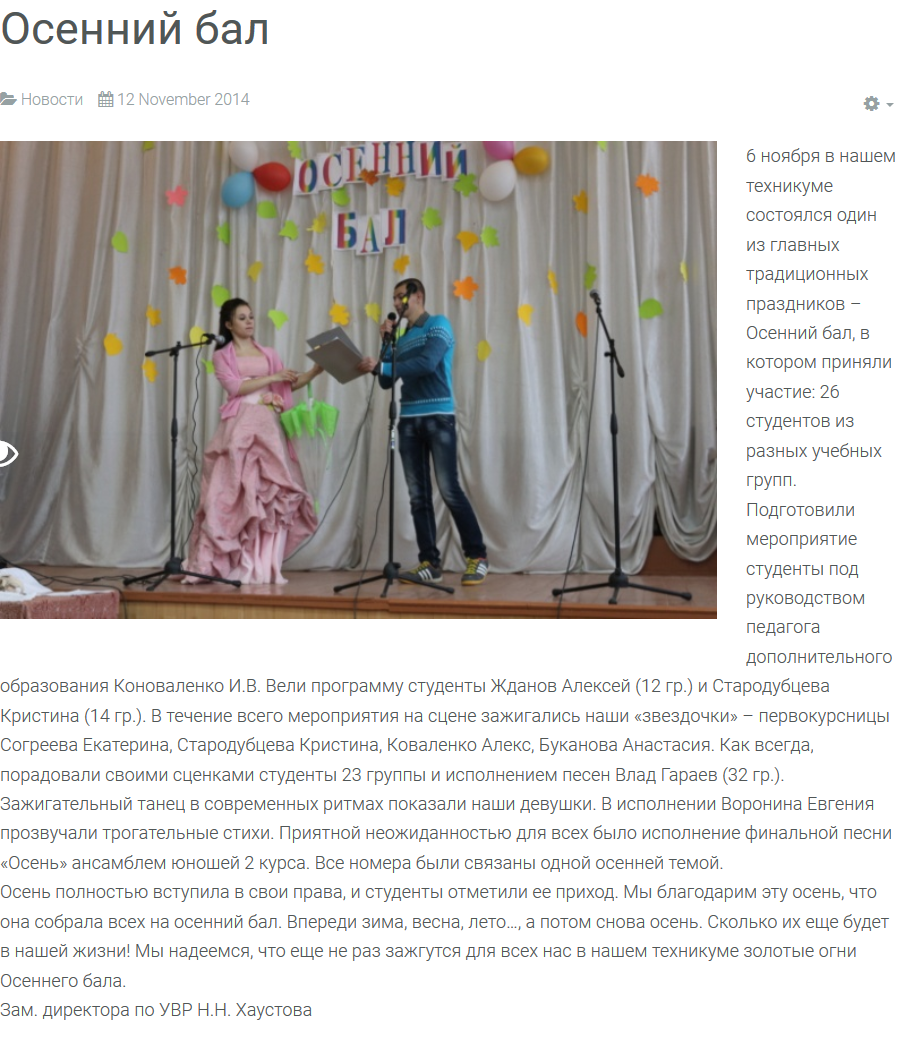 Осенний бал
Новости 12 November 2014
ОСЕННИЙ
БАЛ
6 ноября в нашем
техникуме
состоялся один
из главных
традиционных
праздников –
Осенний бал, в
котором приняли
участие: 26
студентов из
разных учебных
групп.
Подготовили
мероприятие
студенты под
руководством
педагога
дополнительного
образования Коноваленко И.В. Вели программу студенты Жданов Алексей (12 гр.) и Стародубцева
Кристина (14 гр.). В течение всего мероприятия на сцене зажигались наши «звездочки» – первокурсницы
Согреева Екатерина, Стародубцева Кристина, Коваленко Алекс, Буканова Анастасия. Как всегда,
порадовали своими сценками студенты 23 группы и исполнением песен Влад Гараев (32 гр.).
Зажигательный танец в современных ритмах показали наши девушки. В исполнении Воронина Евгения
прозвучали трогательные стихи. Приятной неожиданностью для всех было исполнение финальной песни
«Осень» ансамблем юношей 2 курса. Все номера были связаны одной осенней темой.
Осень полностью вступила в свои права, и студенты отметили ее приход. Мы благодарим эту осень, что
она собрала всех на осенний бал. Впереди зима, весна, лето…, а потом снова осень. Сколько их еще будет
в нашей жизни! Мы надеемся, что еще не раз зажгутся для всех нас в нашем техникуме золотые огни
Осеннего бала.
Зам. директора по УВР Н.Н. Хаустова